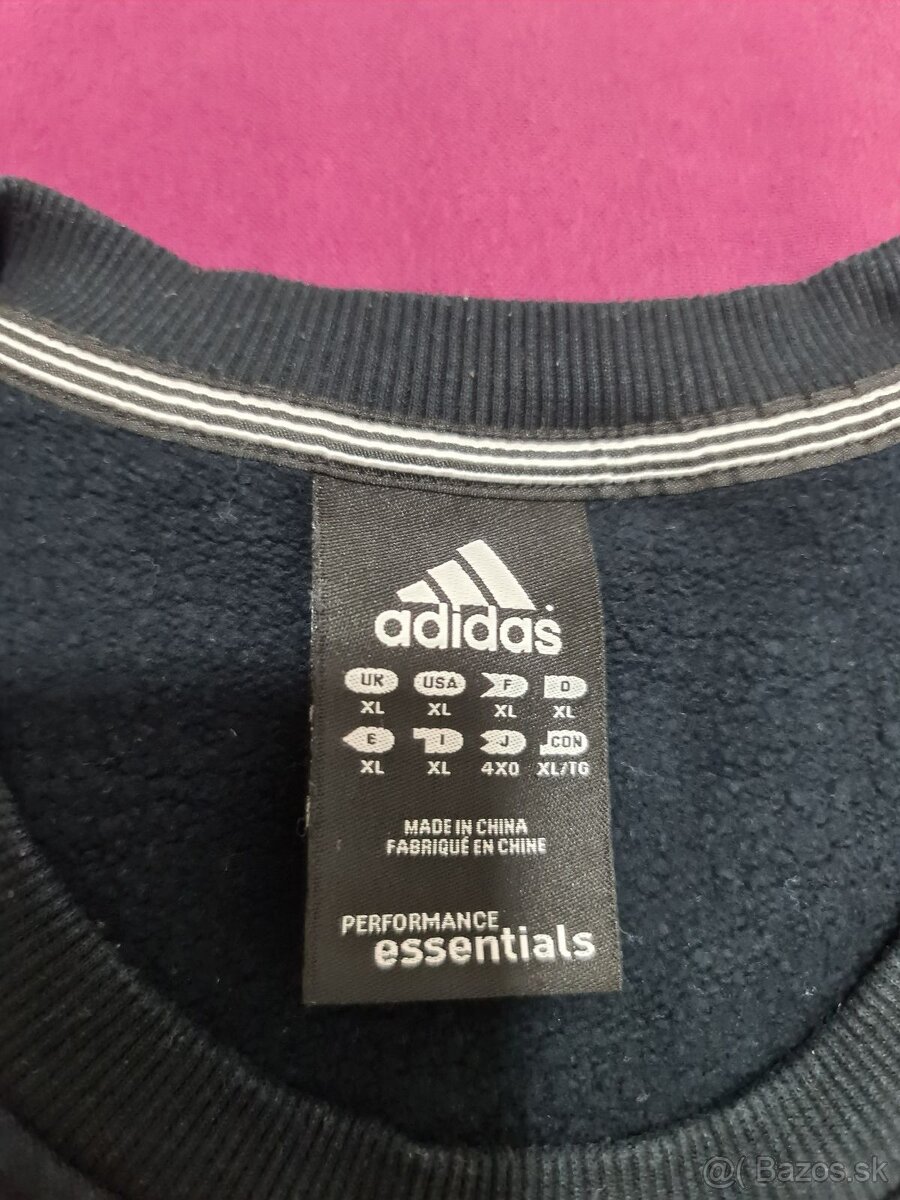 adidas
UK USA F D
XL XL XL XL
E I J CON
XL XL 4XO XL/TG
MADE IN CHINA
FABRIQUÉ EN CHINE
PERFORMANCE
essentials
@( Bazos.sk